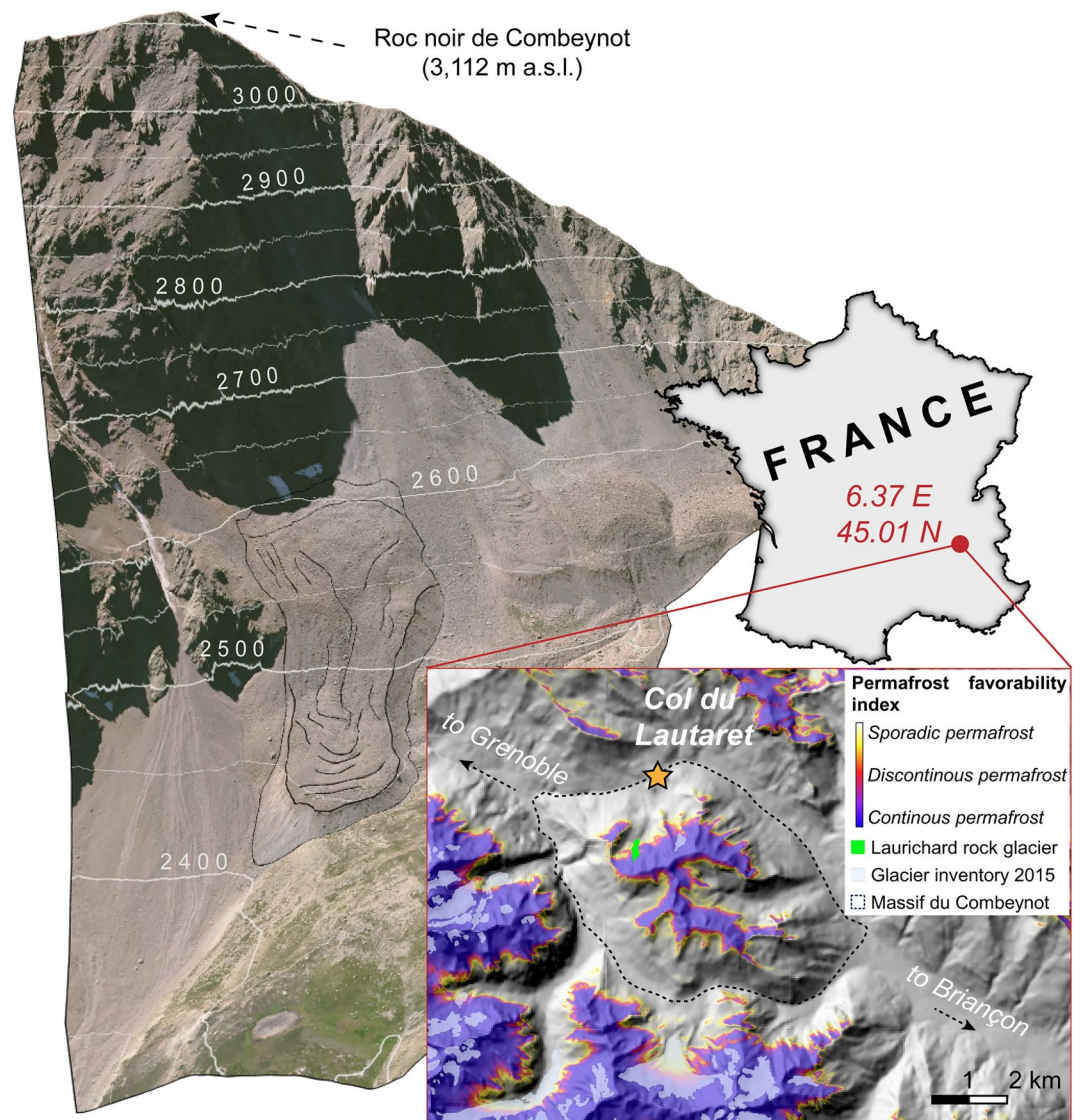 Roc noir de Combeynot
(3,112 m a.s.l.)
3000
2900
2800
2700
2600
2500
2400
FRANCE
6.37 E
45.01 N
Col du
Lautaret
to Grenoble
to Briançon
Permafrost favorability
index
Sporadic permafrost
Discontinous permafrost
Continous permafrost
Laurichard rock glacier
Glacier inventory 2015
Massif du Combeynot
1 2 km